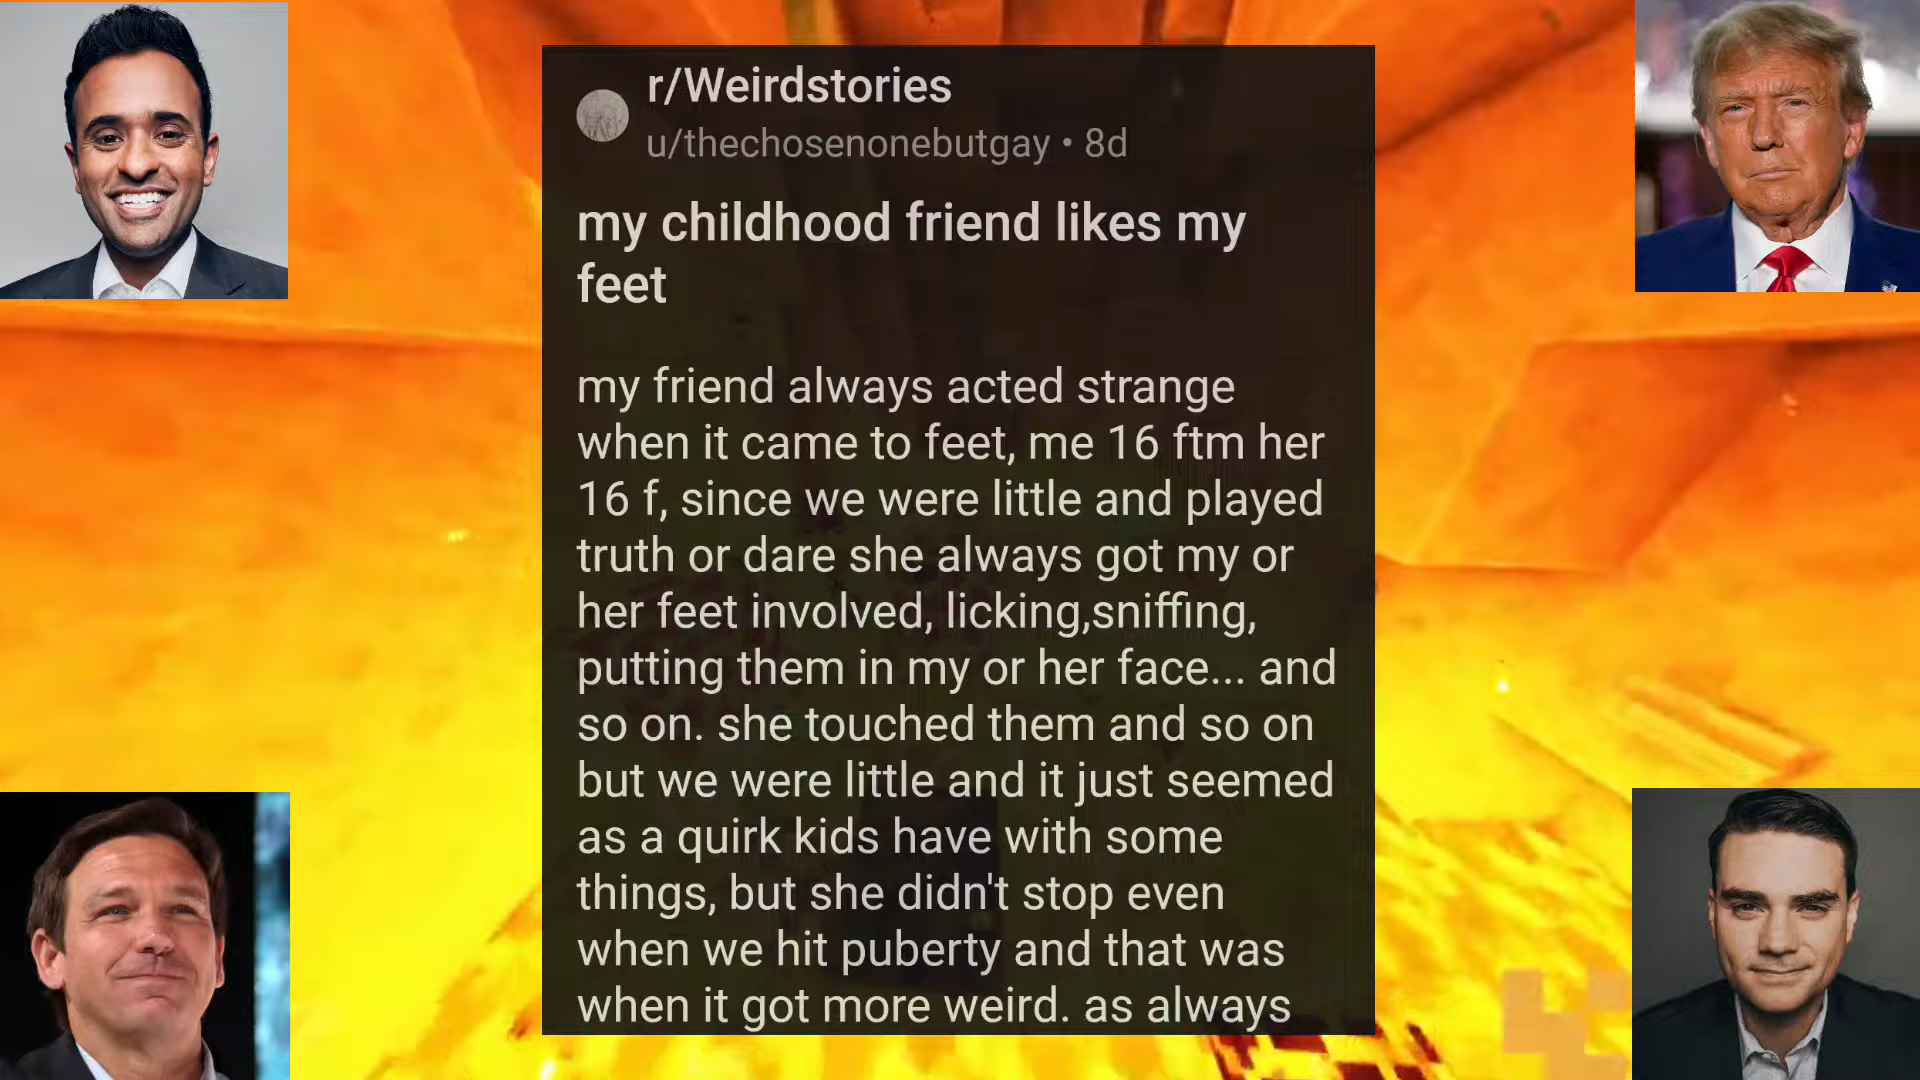 r/Weirdstories
u/thechosenonebutgay • 8d
my childhood friend likes my
feet
my friend always acted strange
when it came to feet, me 16 ftm her
16 f, since we were little and played
truth or dare she always got my or
her feet involved, licking,sniffing,
putting them in my or her face... and
so on. she touched them and so on
but we were little and it just seemed
as a quirk kids have with some
things, but she didn't stop even
when we hit puberty and that was
when it got more weird. as always